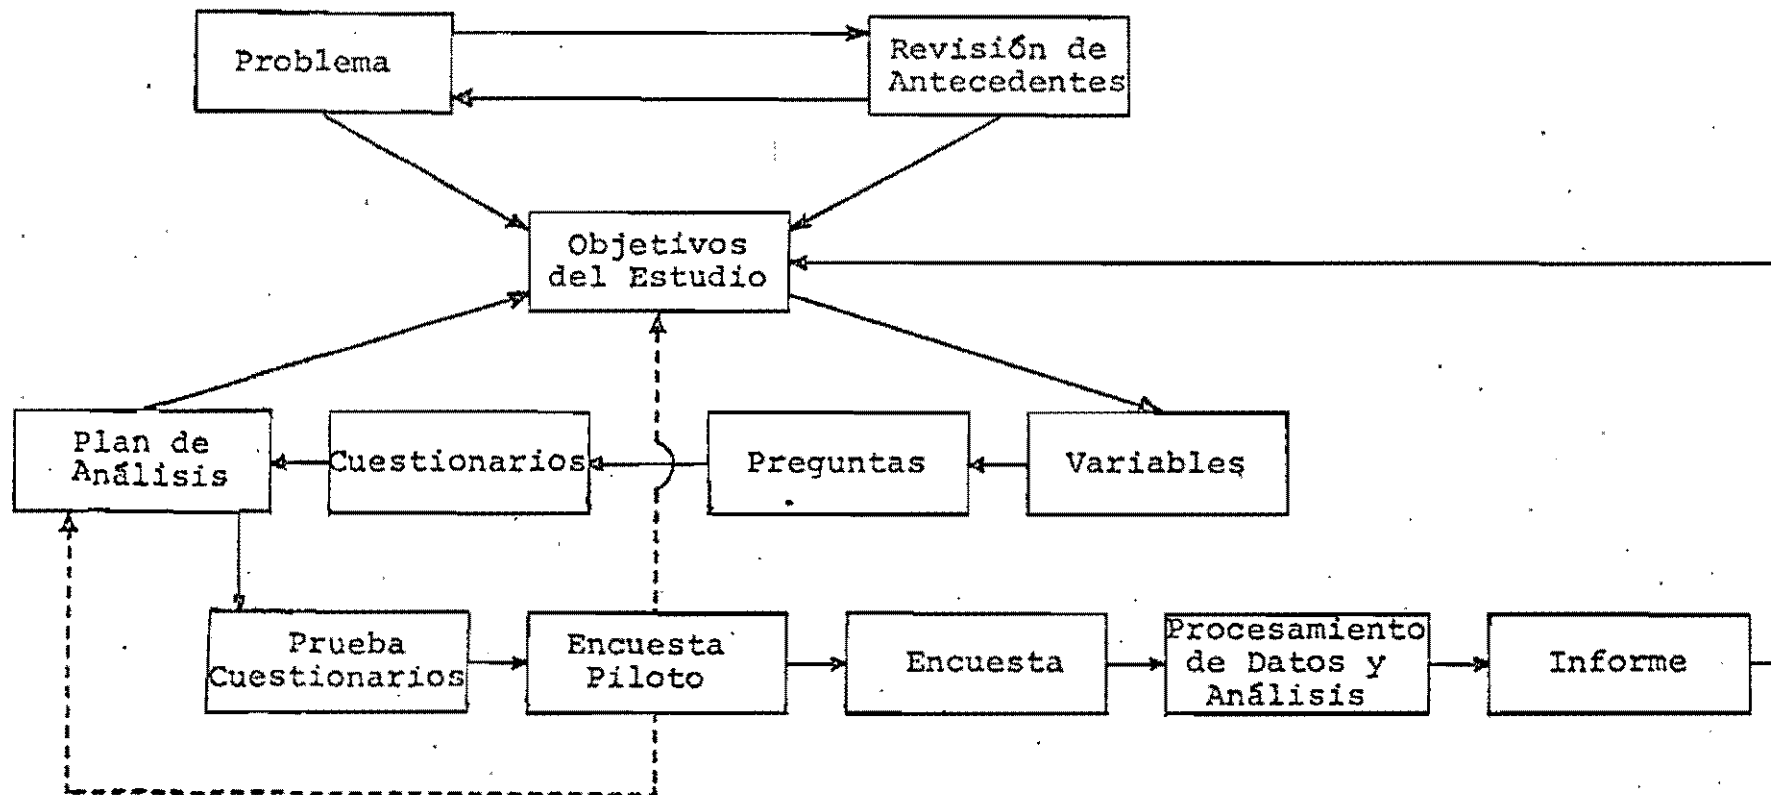 Problema
Revisión de
Antecedentes
Objetivos
del Estudio
Plan de
Análisis
Cuestionarios
Preguntas
Variables
Prueba
Cuestionarios
Encuesta
Piloto
Encuesta
Procesamiento
de Datos y
Análisis
Informe